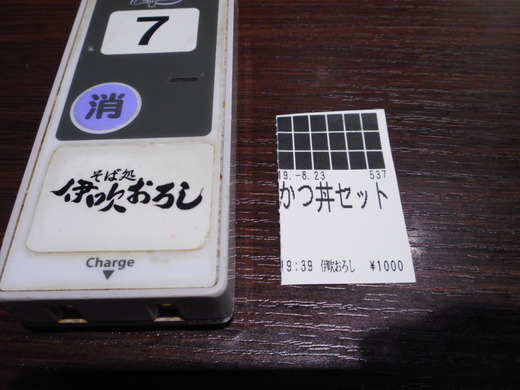 7
消
そば処
伊吹おろし
Charge
19.-8.23 537
かつ丼セット
19:39 伊吹おろし ¥1000